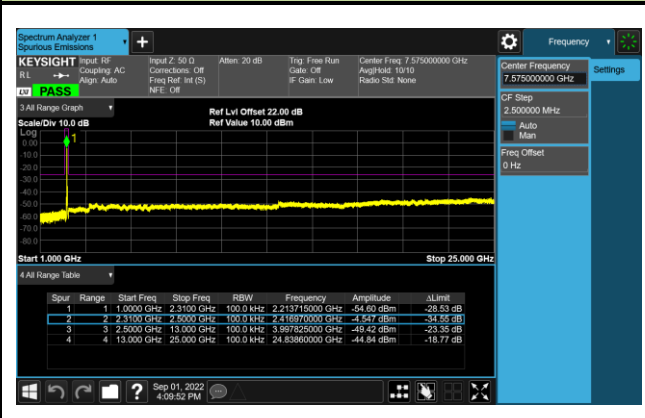 Spectrum Analyzer 1
Spurious Emissions
+
Frequency
KEYSIGHT
RL
LXI
PASS
Input: RF
Coupling: AC
Align: Auto
Input Z: 50 Ω
Corrections: Off
Freq Ref: Int (S)
NFE: Off
Atten: 20 dB
Trig: Free Run
Gate: Off
IF Gain: Low
Center Freq: 7.575000000 GHz
Avg|Hold: 10/10
Radio Std: None
Center Frequency
7.575000000 GHz
Settings
CF Step
2.500000 MHz
Auto
Man
Freq Offset
0 Hz
3 All Range Graph
Scale/Div 10.0 dB
Ref Lvl Offset 22.00 dB
Ref Value 10.00 dBm
Log
1
0.00
-10.0
-20.0
-30.0
-40.0
-50.0
-60.0
-70.0
-80.0
Start 1.000 GHz
Stop 25.000 GHz
4 All Range Table
Spur Range Start Freq Stop Freq RBW Frequency Amplitude ΔLimit
1 1 1.0000 GHz 2.3100 GHz 100.0 kHz 2.213715000 GHz -54.60 dBm -28.53 dB
2 2 2.3100 GHz 2.5000 GHz 100.0 kHz 2.416970000 GHz -4.547 dBm -34.55 dB
3 3 2.5000 GHz 13.000 GHz 100.0 kHz 3.997825000 GHz -49.42 dBm -23.35 dB
4 4 13.000 GHz 25.000 GHz 100.0 kHz 24.83860000 GHz -44.84 dBm -18.77 dB
?
Sep 01, 2022
4:09:52 PM